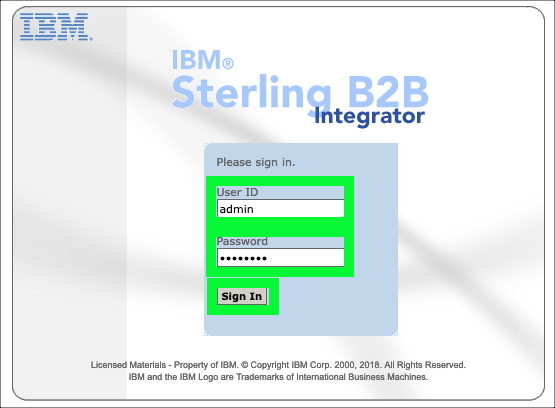 IBM.
IBM®
Sterling B2B
Integrator
Please sign in.
User ID
admin
Password
••••••••
Sign In
Licensed Materials - Property of IBM. © Copyright IBM Corp. 2000, 2018. All Rights Reserved.
IBM and the IBM Logo are Trademarks of International Business Machines.